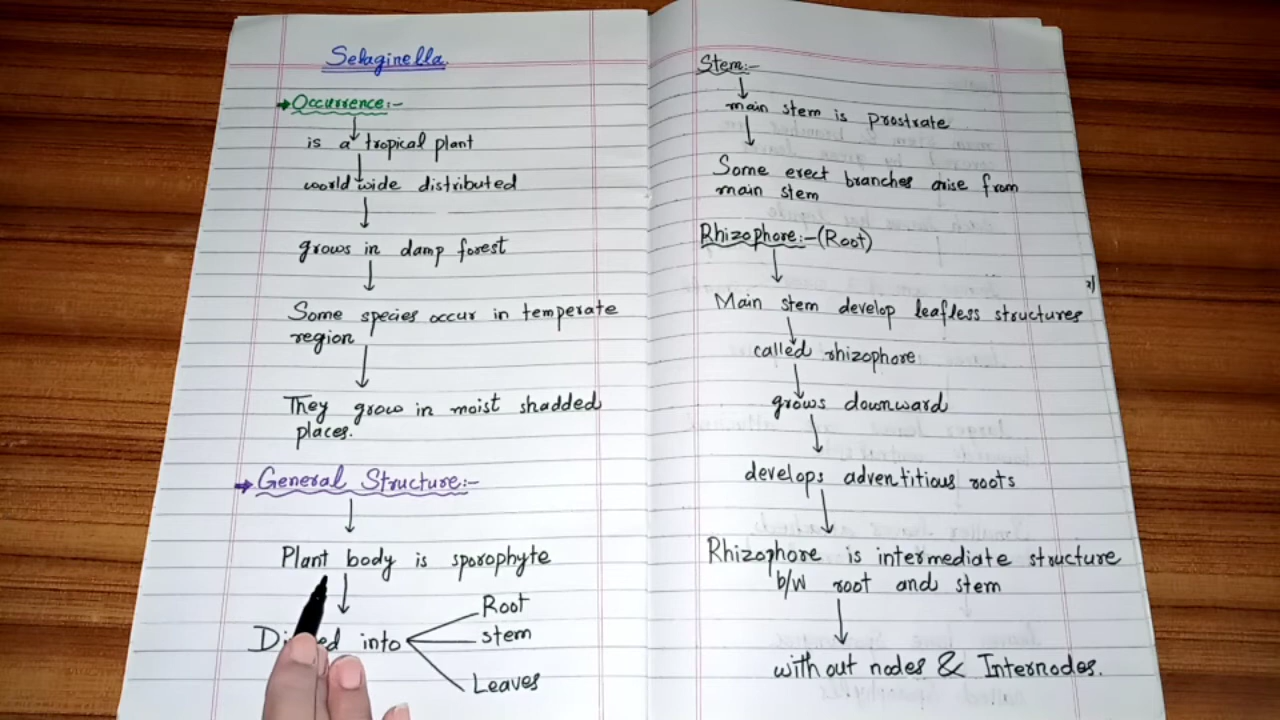 Selaginella.
Occurrence:-
is a tropical plant
world wide distributed
grows in damp forest
Some species occur in temperate
region
They grow in moist shadded
places.
General Structure:-
Plant body is sporophyte
into
Root
stem
Leaves
Stem:-
main stem is prostrate
Some erect branches arise from
main stem
Rhizophore:-(Root)
Main stem develop leafless structures
called rhizophore
grows downward
develops adventitious roots
Rhizophore is intermediate structure
b/w root and stem
without nodes & Internodes.